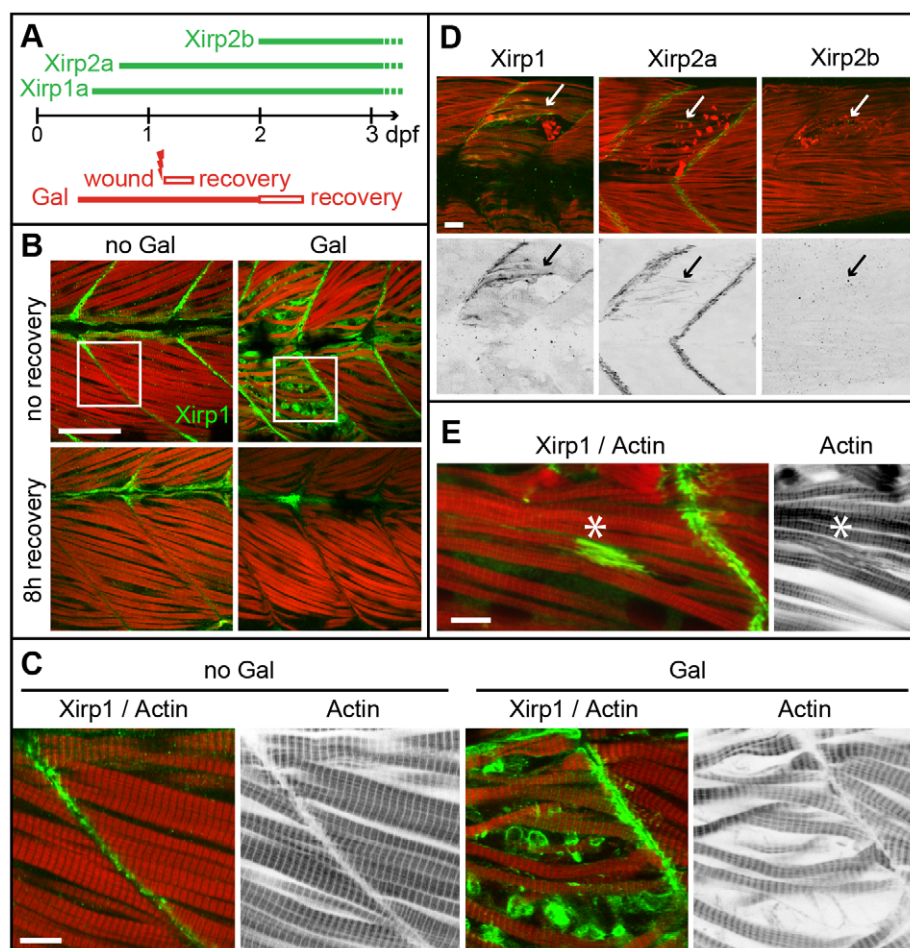 A
Xirp2b
Xirp2a
Xirp1a
0 1 2 3 dpf
wound recovery
Gal recovery
B
no Gal Gal
no recovery
Xirp1
8h recovery
C
no Gal Gal
Xirp1 / Actin Actin Xirp1 / Actin Actin
D
Xirp1 Xirp2a Xirp2b
E
Xirp1 / Actin Actin
*
*